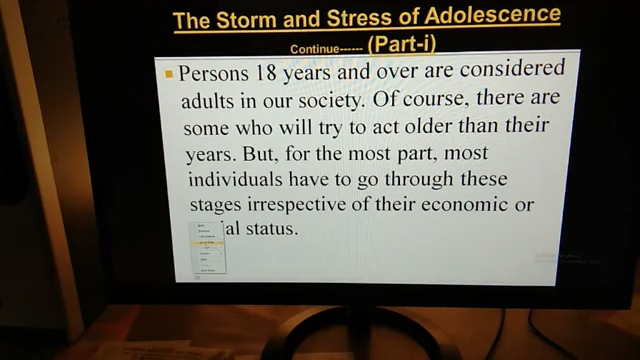 The Storm and Stress of Adolescence
Continue------ (Part-i)
Persons 18 years and over are considered
adults in our society. Of course, there are
some who will try to act older than their
years. But, for the most part, most
individuals have to go through these
stages irrespective of their economic or
ial status.